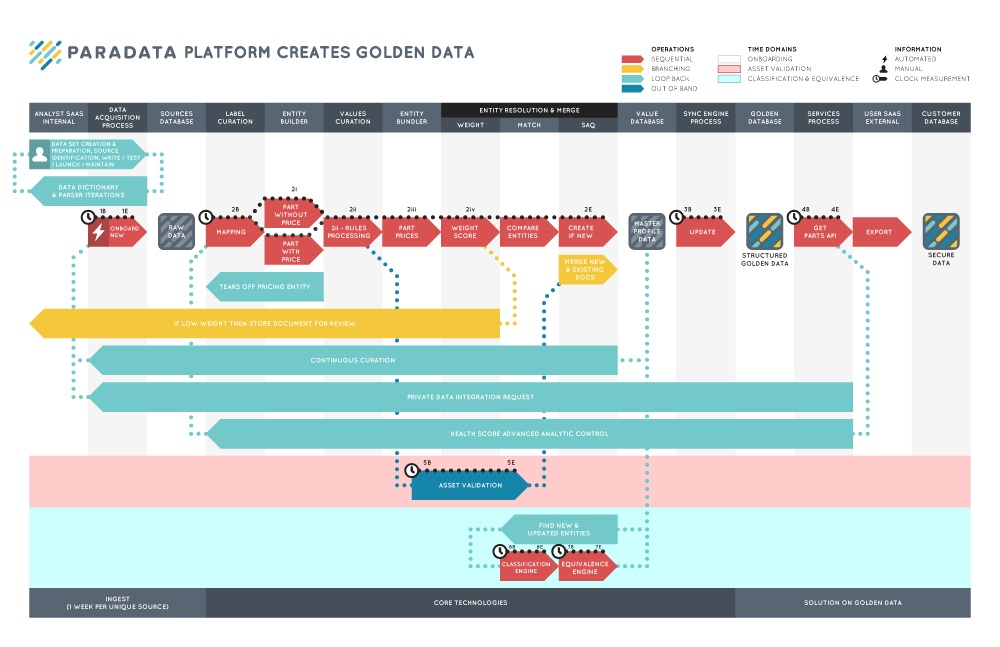 PARADATA PLATFORM CREATES GOLDEN DATA
OPERATIONS
SEQUENTIAL
BRANCHING
LOOP BACK
OUT OF BAND
TIME DOMAINS
ONBOARDING
ASSET VALIDATION
CLASSIFICATION & EQUIVALENCE
INFORMATION
AUTOMATED
MANUAL
CLOCK MEASUREMENT
ANALYST SAAS
INTERNAL
DATA
ACQUISITION
PROCESS
SOURCES
DATABASE
LABEL
CURATION
ENTITY
BUILDER
VALUES
CURATION
ENTITY
BUNDLER
ENTITY RESOLUTION & MERGE
WEIGHT
MATCH
SAQ
VALUE
DATABASE
SYNC ENGINE
PROCESS
GOLDEN
DATABASE
SERVICES
PROCESS
USER SAAS
EXTERNAL
CUSTOMER
DATABASE
DATA SET CREATION &
PREPARATION, SOURCE
IDENTIFICATION, WRITE / TEST
/ LAUNCH / MAINTAIN
DATA DICTIONARY
& PARSER ITERATIONS
1B 1E
ONBOARD
NEW
RAW
DATA
2B
MAPPING
2i
PART
WITHOUT
PRICE
PART
WITH
PRICE
2ii
2ii - RULES
PROCESSING
2iii
PART
PRICES
2iv
WEIGHT
SCORE
COMPARE
ENTITIES
2E
CREATE
IF NEW
MASTER
PROFILE
DATA
3B 3E
UPDATE
STRUCTURED
GOLDEN DATA
4B 4E
GET
PARTS API
EXPORT
SECURE
DATA
MERGE NEW
& EXISTING
DOCS
TEARS OFF PRICING ENTITY
IF LOW WEIGHT THEN STORE DOCUMENT FOR REVIEW
CONTINUOUS CURATION
PRIVATE DATA INTEGRATION REQUEST
HEALTH SCORE ADVANCED ANALYTIC CONTROL
5B 5E
ASSET VALIDATION
FIND NEW &
UPDATED ENTITIES
6B 6E
CLASSIFICATION
ENGINE
7B 7E
EQUIVALENCE
ENGINE
INGEST
(1 WEEK PER UNIQUE SOURCE)
CORE TECHNOLOGIES
SOLUTION ON GOLDEN DATA